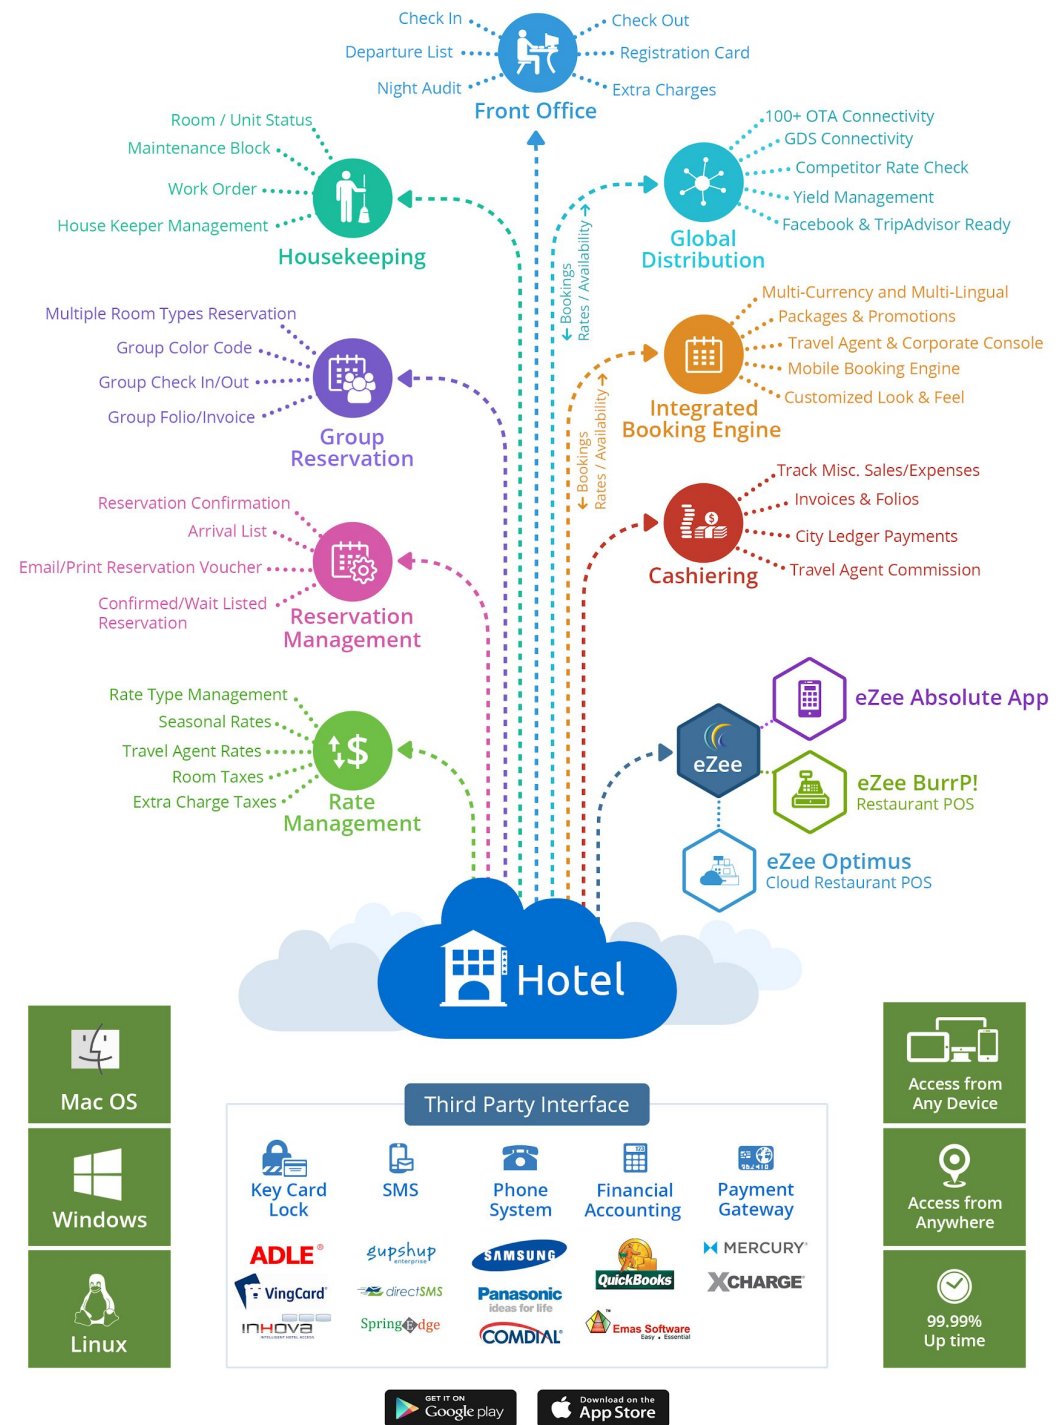 Check In
Departure List
Night Audit
Check Out
Registration Card
Extra Charges
Front Office
Room / Unit Status
Maintenance Block
Work Order
House Keeper Management
Housekeeping
100+ OTA Connectivity
GDS Connectivity
Competitor Rate Check
Yield Management
Facebook & TripAdvisor Ready
Global
Distribution
← Bookings
Rates / Availability →
Multiple Room Types Reservation
Group Color Code
Group Check In/Out
Group Folio/Invoice
Group
Reservation
Multi-Currency and Multi-Lingual
Packages & Promotions
Travel Agent & Corporate Console
Mobile Booking Engine
Customized Look & Feel
Integrated
Booking Engine
← Bookings
Rates / Availability →
Reservation Confirmation
Arrival List
Email/Print Reservation Voucher
Confirmed/Wait Listed
Reservation
Reservation
Management
Track Misc. Sales/Expenses
Invoices & Folios
City Ledger Payments
Travel Agent Commission
Cashiering
Rate Type Management
Seasonal Rates
Travel Agent Rates
Room Taxes
Extra Charge Taxes
Rate
Management
eZee
eZee Absolute App
eZee BurrP!
Restaurant POS
eZee Optimus
Cloud Restaurant POS
Hotel
Mac OS
Windows
Linux
Third Party Interface
Key Card
Lock
SMS
Phone
System
Financial
Accounting
Payment
Gateway
ADLE®
VingCard®
INHOVA
INTELLIGENT HOTEL ACCESS
gupshup
enterprise
directSMS
Spring Edge
SAMSUNG
Panasonic
ideas for life
COMDIAL®
QuickBooks
Emas Software
Easy . Essential
MERCURY®
XCHARGE®
Access from
Any Device
Access from
Anywhere
99.99%
Up time
GET IT ON
Google play
Download on the
App Store